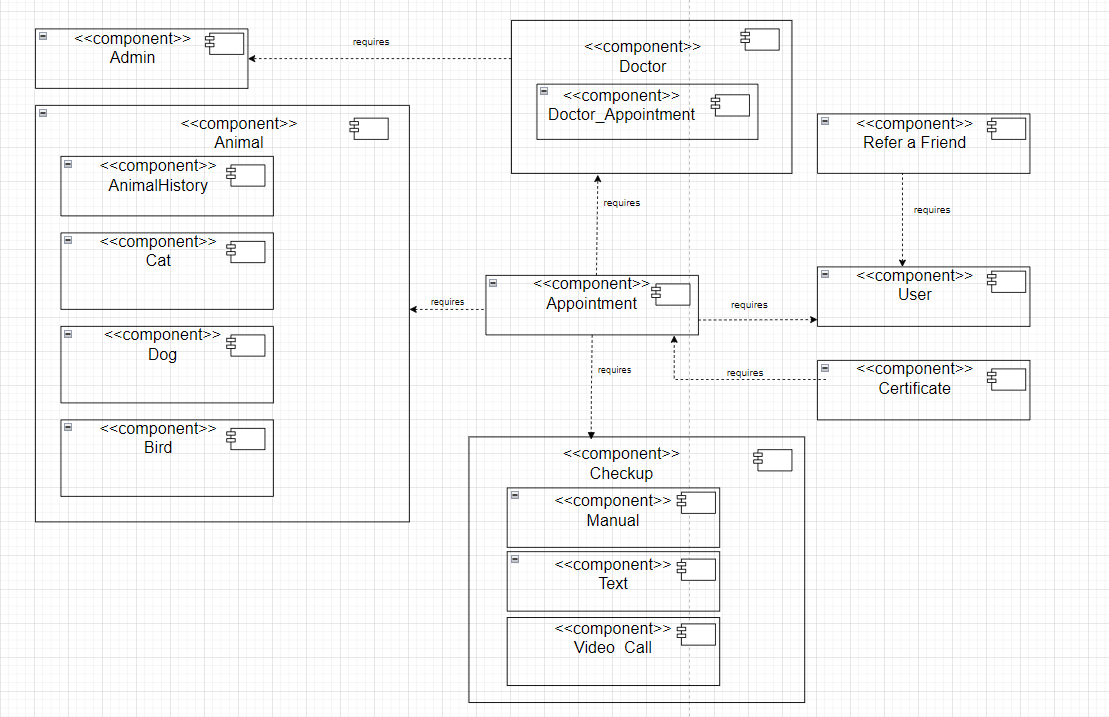 <<component>>
Admin
requires
<<component>>
Doctor
<<component>>
Doctor_Appointment
<<component>>
Animal
<<component>>
AnimalHistory
<<component>>
Cat
<<component>>
Dog
<<component>>
Bird
<<component>>
Refer a Friend
requires
requires
<<component>>
User
<<component>>
Appointment
requires
requires
requires
requires
<<component>>
Certificate
<<component>>
Checkup
<<component>>
Manual
<<component>>
Text
<<component>>
Video Call